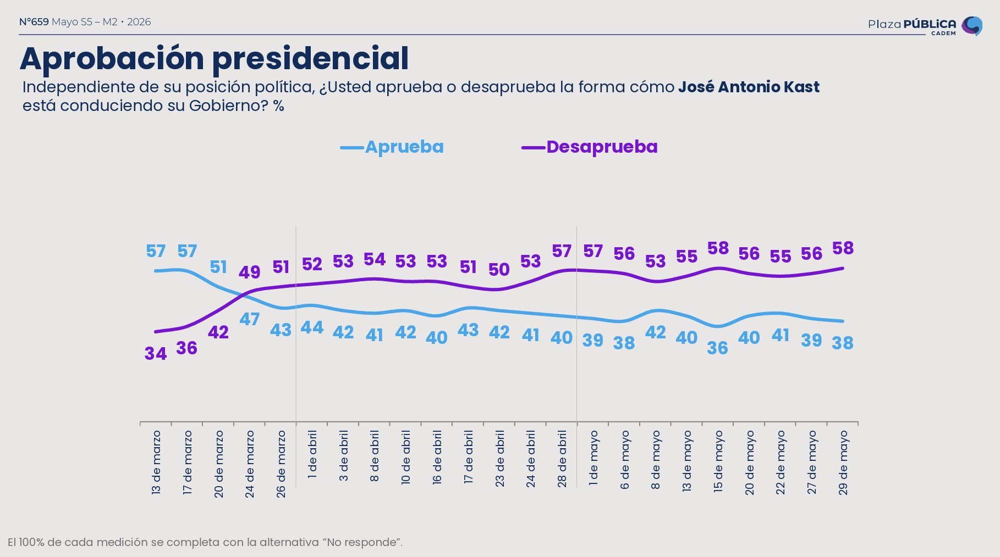 N°659 Mayo S5 – M2 • 2026
Plaza PÚBLiCA
CADEM
Aprobación presidencial
Independiente de su posición política, ¿Usted aprueba o desaprueba la forma cómo José Antonio Kast
está conduciendo su Gobierno? %
Aprueba Desaprueba
57 57 51 49 51 52 53 54 53 53 51 50 53 57 57 56 53 55 58 56 55 56 58
34 36 42 47 43 44 42 41 42 40 43 42 41 40 39 38 42 40 36 40 41 39 38
13 de marzo
17 de marzo
20 de marzo
24 de marzo
26 de marzo
1 de abril
3 de abril
8 de abril
10 de abril
16 de abril
17 de abril
23 de abril
24 de abril
28 de abril
1 de mayo
6 de mayo
8 de mayo
13 de mayo
15 de mayo
20 de mayo
22 de mayo
27 de mayo
29 de mayo
El 100% de cada medición se completa con la alternativa “No responde”.